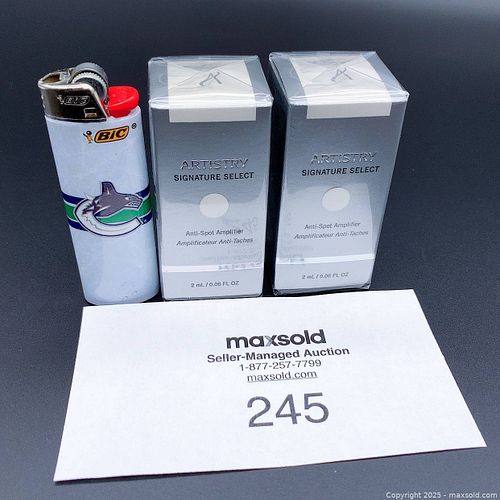 BiC
BiC
®
A
A
ARTISTRY
SIGNATURE SELECT
Anti-Spot Amplifier
Amplificateur Anti-Taches
2 mL / 0.06 FL OZ
ARTISTRY
SIGNATURE SELECT
Anti-Spot Amplifier
Amplificateur Anti-Taches
2 mL / 0.06 FL OZ
maxsold
Seller-Managed Auction
1-877-257-7799
maxsold.com
245
Copyright © 2025 - maxsold.com